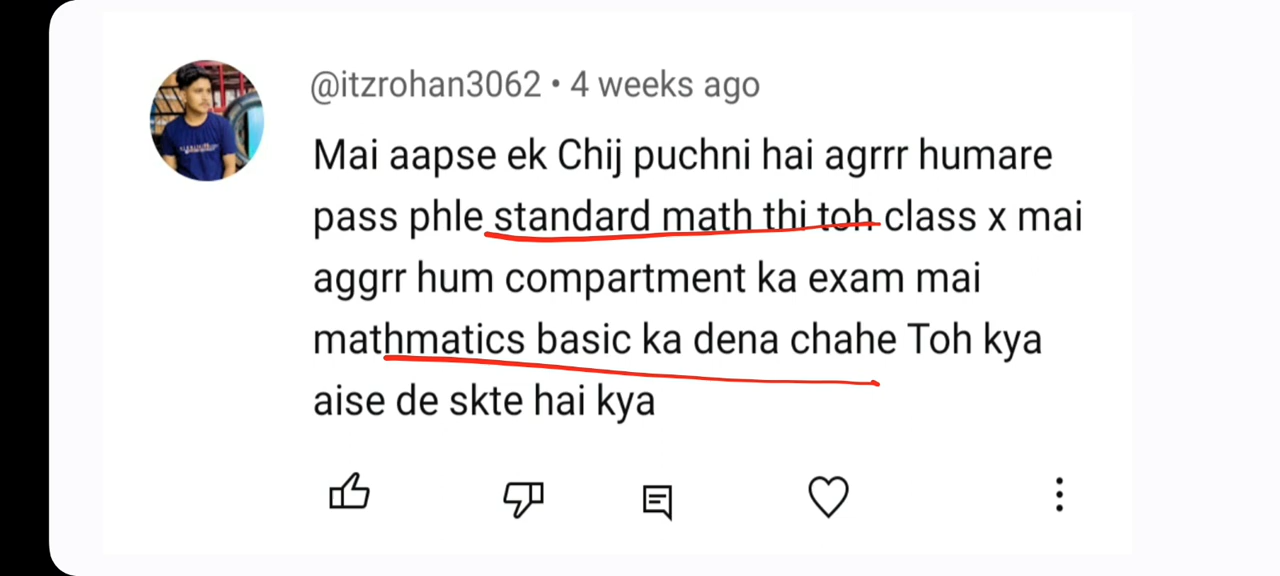 @itzrohan3062 • 4 weeks ago
Mai aapse ek Chij puchni hai agrrr humare
pass phle standard math thi toh class x mai
aggrr hum compartment ka exam mai
mathmatics basic ka dena chahe Toh kya
aise de skte hai kya